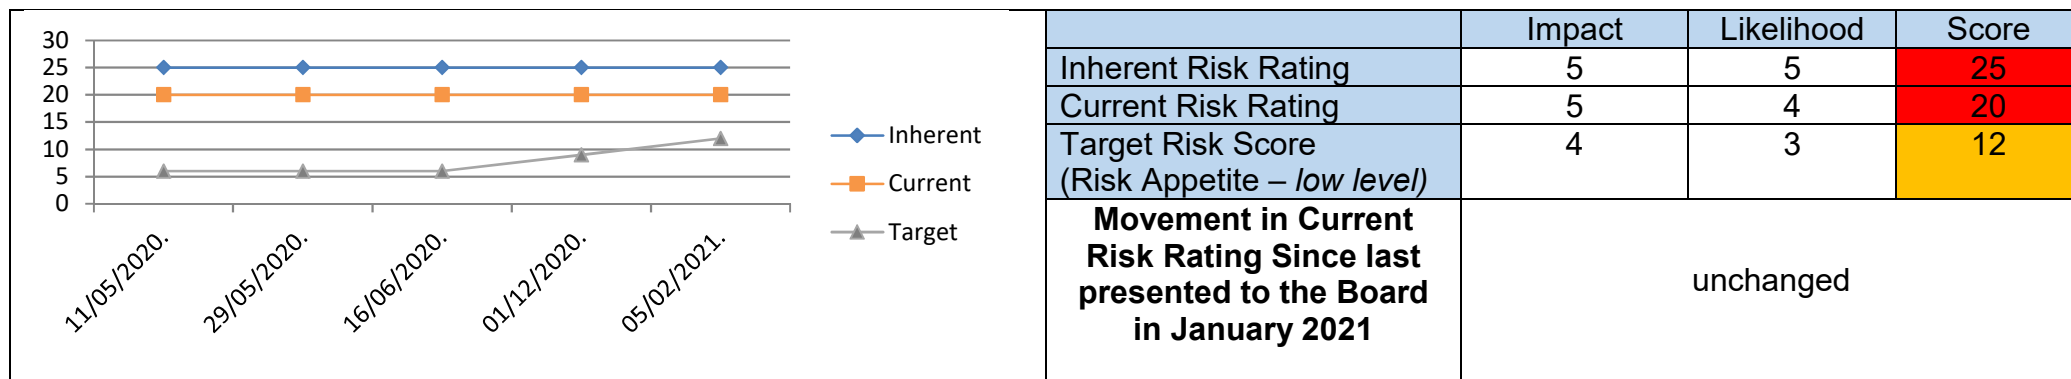 30
25
20
15
10
5
0
11/05/2020.
29/05/2020.
16/06/2020.
01/12/2020.
05/02/2021.
Inherent
Current
Target
Impact Likelihood Score
Inherent Risk Rating 5 5 25
Current Risk Rating 5 4 20
Target Risk Score 4 3 12
(Risk Appetite – low level)
Movement in Current
Risk Rating Since last
presented to the Board
in January 2021
unchanged